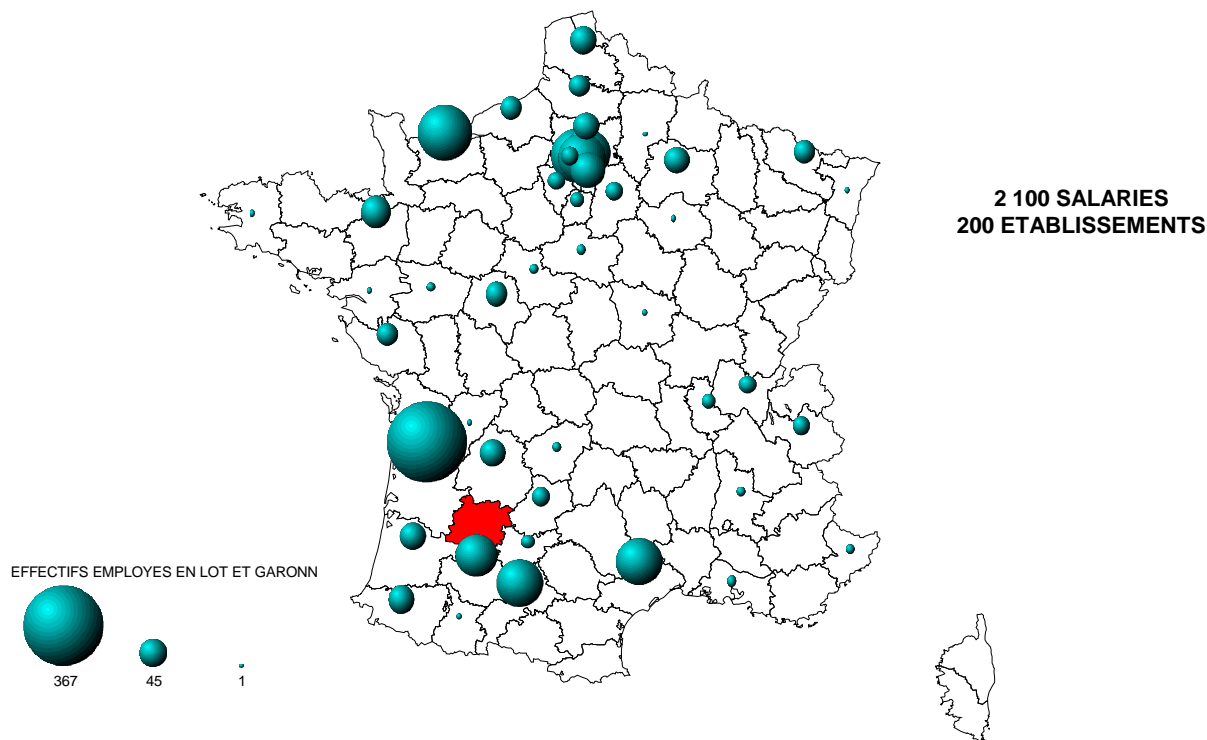 2 100 SALARIES
200 ETABLISSEMENTS
EFFECTIFS EMPLOYES EN LOT ET GARONN
367 45 1